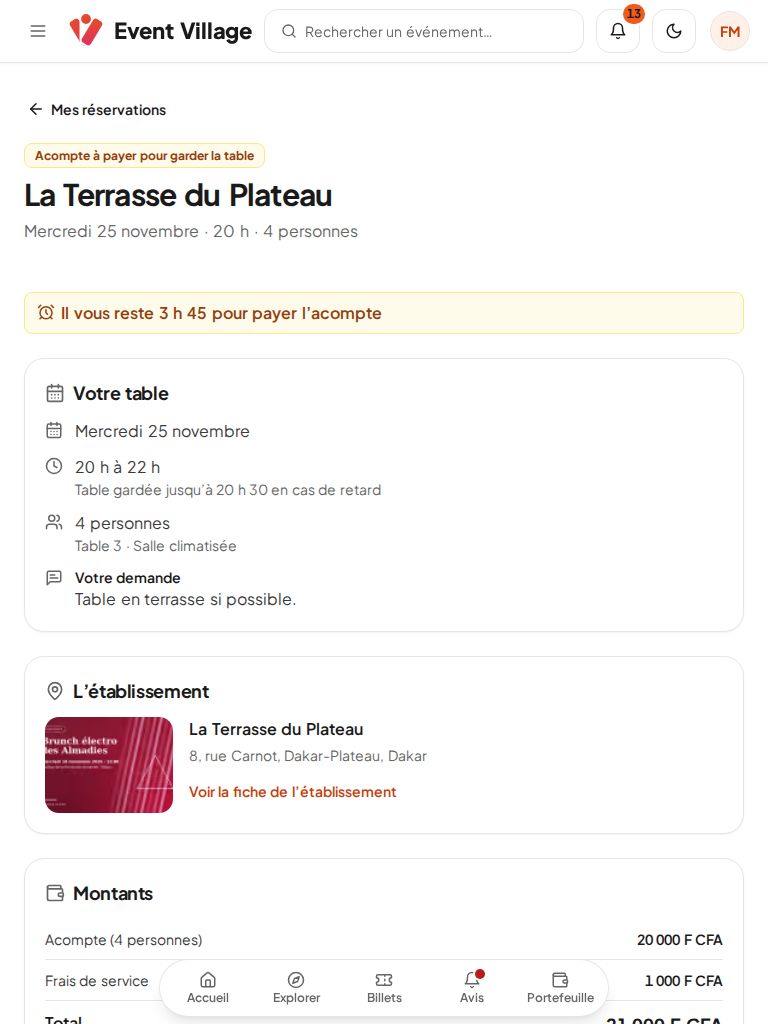 Event Village
Rechercher un événement…
13
FM
Mes réservations
Acompte à payer pour garder la table
La Terrasse du Plateau
Mercredi 25 novembre · 20 h · 4 personnes
Il vous reste 3 h 45 pour payer l’acompte
Votre table
Mercredi 25 novembre
20 h à 22 h
Table gardée jusqu’à 20 h 30 en cas de retard
4 personnes
Table 3 · Salle climatisée
Votre demande
Table en terrasse si possible.
L’établissement
Brunch électro
des Almadies
La Terrasse du Plateau
8, rue Carnot, Dakar-Plateau, Dakar
Voir la fiche de l’établissement
Montants
Acompte (4 personnes) 20 000 F CFA
Frais de service 1 000 F CFA
Total 21 000 F CFA
Accueil
Explorer
Billets
Avis
Portefeuille